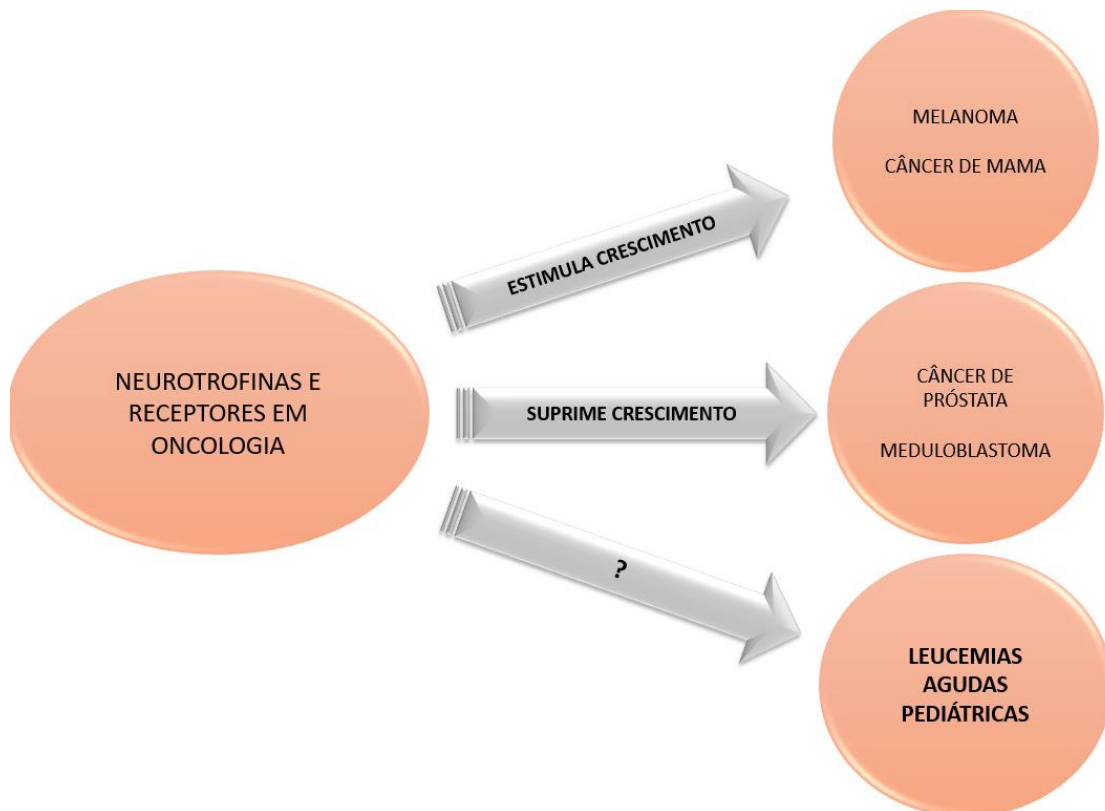 NEUROTROFINAS E
RECEPTORES EM
ONCOLOGIA
ESTIMULA CRESCIMENTO
MELANOMA
CÂNCER DE MAMA
SUPRIME CRESCIMENTO
CÂNCER DE
PRÓSTATA
MEDULOBLASTOMA
?
LEUCEMIAS
AGUDAS
PEDIÁTRICAS